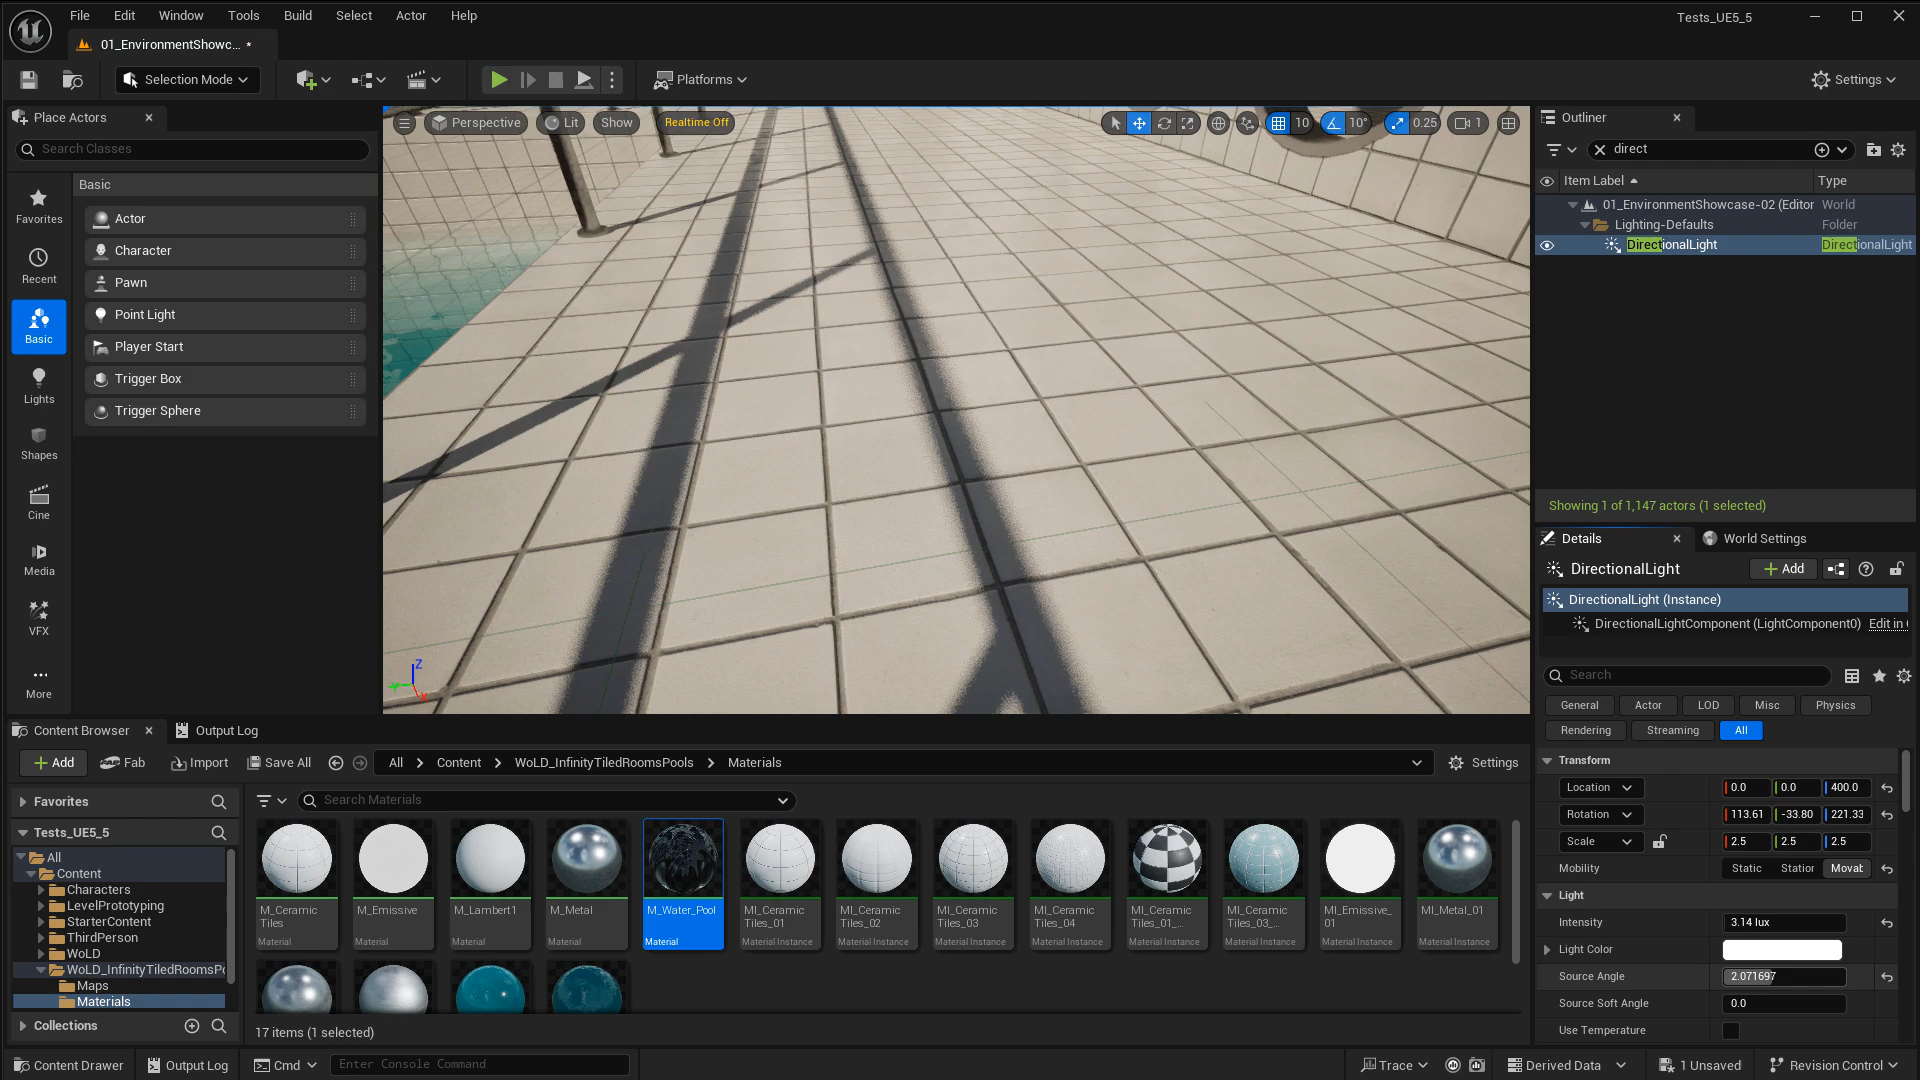 File Edit Window Tools Build Select Actor Help
Tests_UE5_5
01_EnvironmentShowc... *
Selection Mode
Platforms
Settings
Place Actors
Search Classes
Favorites
Recent
Basic
Lights
Shapes
Cine
Media
VFX
More
Basic
Actor
Character
Pawn
Point Light
Player Start
Trigger Box
Trigger Sphere
Perspective Lit Show Realtime Off
10 10° 0.25 1
Z
Y
X
Outliner
direct
Item Label Type
01_EnvironmentShowcase-02 (Editor World
Lighting-Defaults Folder
DirectionalLight DirectionalLight
Showing 1 of 1,147 actors (1 selected)
Details World Settings
DirectionalLight
Add
DirectionalLight (Instance)
DirectionalLightComponent (LightComponent0) Edit in
Search
General Actor LOD Misc Physics
Rendering Streaming All
Transform
Location 0.0 0.0 400.0
Rotation 113.61 -33.80 221.33
Scale 2.5 2.5 2.5
Mobility Static Station Movab
Light
Intensity 3.14 lux
Light Color
Source Angle 2.071697
Source Soft Angle 0.0
Use Temperature
Content Browser Output Log
Add Fab Import Save All All Content WoLD_InfinityTiledRoomsPools Materials Settings
Favorites
Tests_UE5_5
All
Content
Characters
LevelPrototyping
StarterContent
ThirdPerson
WoLD
WoLD_InfinityTiledRoomsPo
Maps
Materials
Collections
Search Materials
M_Ceramic Tiles Material
M_Emissive Material
M_Lambert1 Material
M_Metal Material
M_Water_Pool Material
MI_Ceramic Tiles_01 Material Instance
MI_Ceramic Tiles_02 Material Instance
MI_Ceramic Tiles_03 Material Instance
MI_Ceramic Tiles_04 Material Instance
MI_Ceramic Tiles_01_... Material Instance
MI_Ceramic Tiles_03_... Material Instance
MI_Emissive_01 Material Instance
MI_Metal_01 Material Instance
17 items (1 selected)
Content Drawer Output Log Cmd Enter Console Command Trace Derived Data 1 Unsaved Revision Control